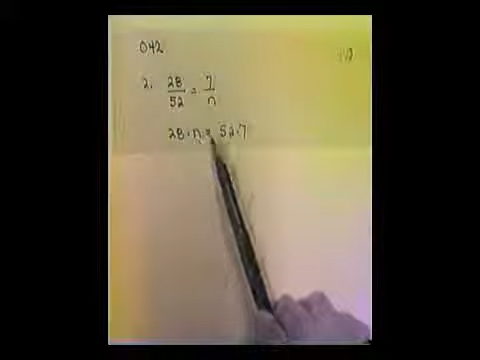 042
2. 28/52 = 7/n
28 · n = 52 · 7